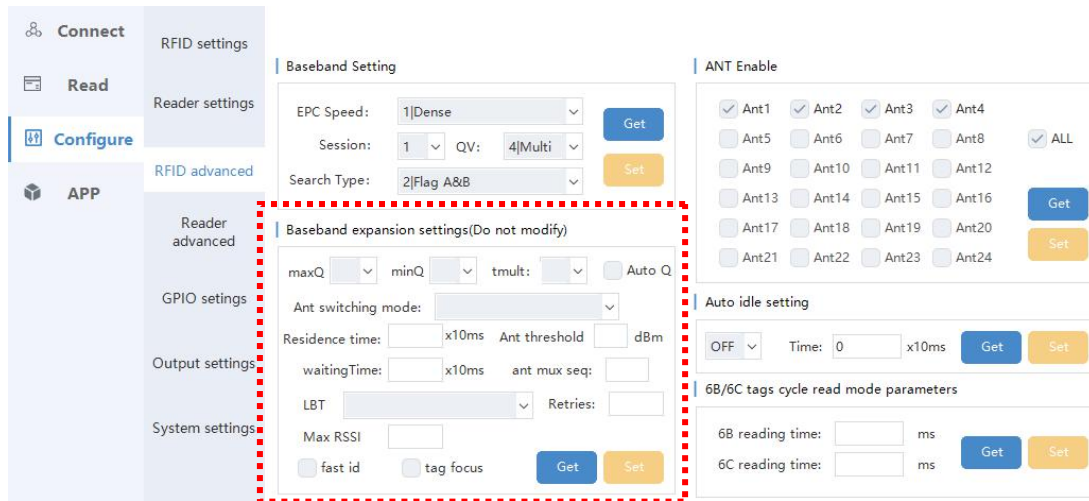 Connect
Read
Configure
APP
RFID settings
Reader settings
RFID advanced
Reader
advanced
GPIO setings
Output settings
System settings
Baseband Setting
EPC Speed: 1|Dense
Get
Session: 1 QV: 4|Multi
Set
Search Type: 2|Flag A&B
Baseband expansion settings(Do not modify)
maxQ minQ tmult: Auto Q
Ant switching mode:
Residence time: x10ms Ant threshold dBm
waitingTime: x10ms ant mux seq:
LBT Retries:
Max RSSI
fast id tag focus Get Set
ANT Enable
Ant1 Ant2 Ant3 Ant4
Ant5 Ant6 Ant7 Ant8 ALL
Ant9 Ant10 Ant11 Ant12
Ant13 Ant14 Ant15 Ant16 Get
Ant17 Ant18 Ant19 Ant20
Set
Ant21 Ant22 Ant23 Ant24
Auto idle setting
OFF Time: 0 x10ms Get Set
6B/6C tags cycle read mode parameters
6B reading time: ms
Get Set
6C reading time: ms